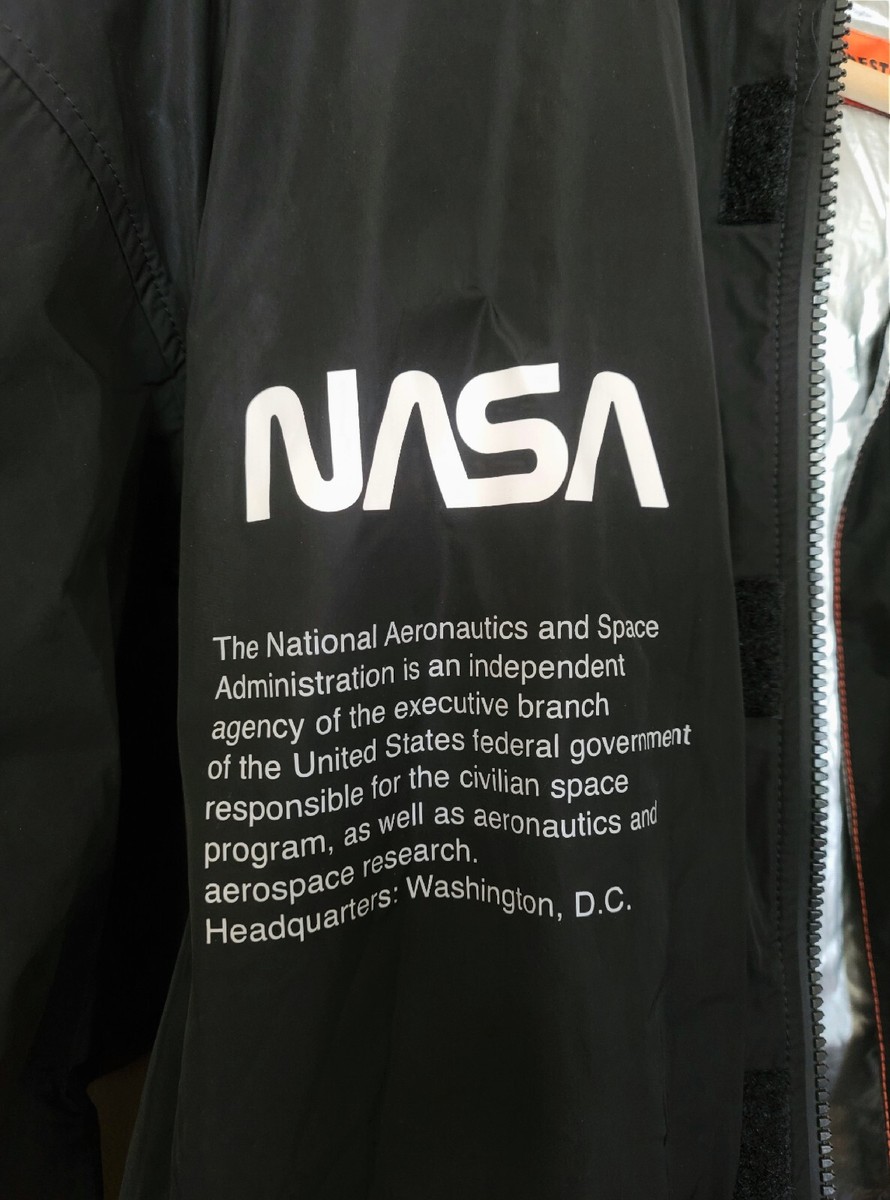 NASA
The National Aeronautics and Space
Administration is an independent
agency of the executive branch
of the United States federal government
responsible for the civilian space
program, as well as aeronautics and
aerospace research.
Headquarters: Washington, D.C.